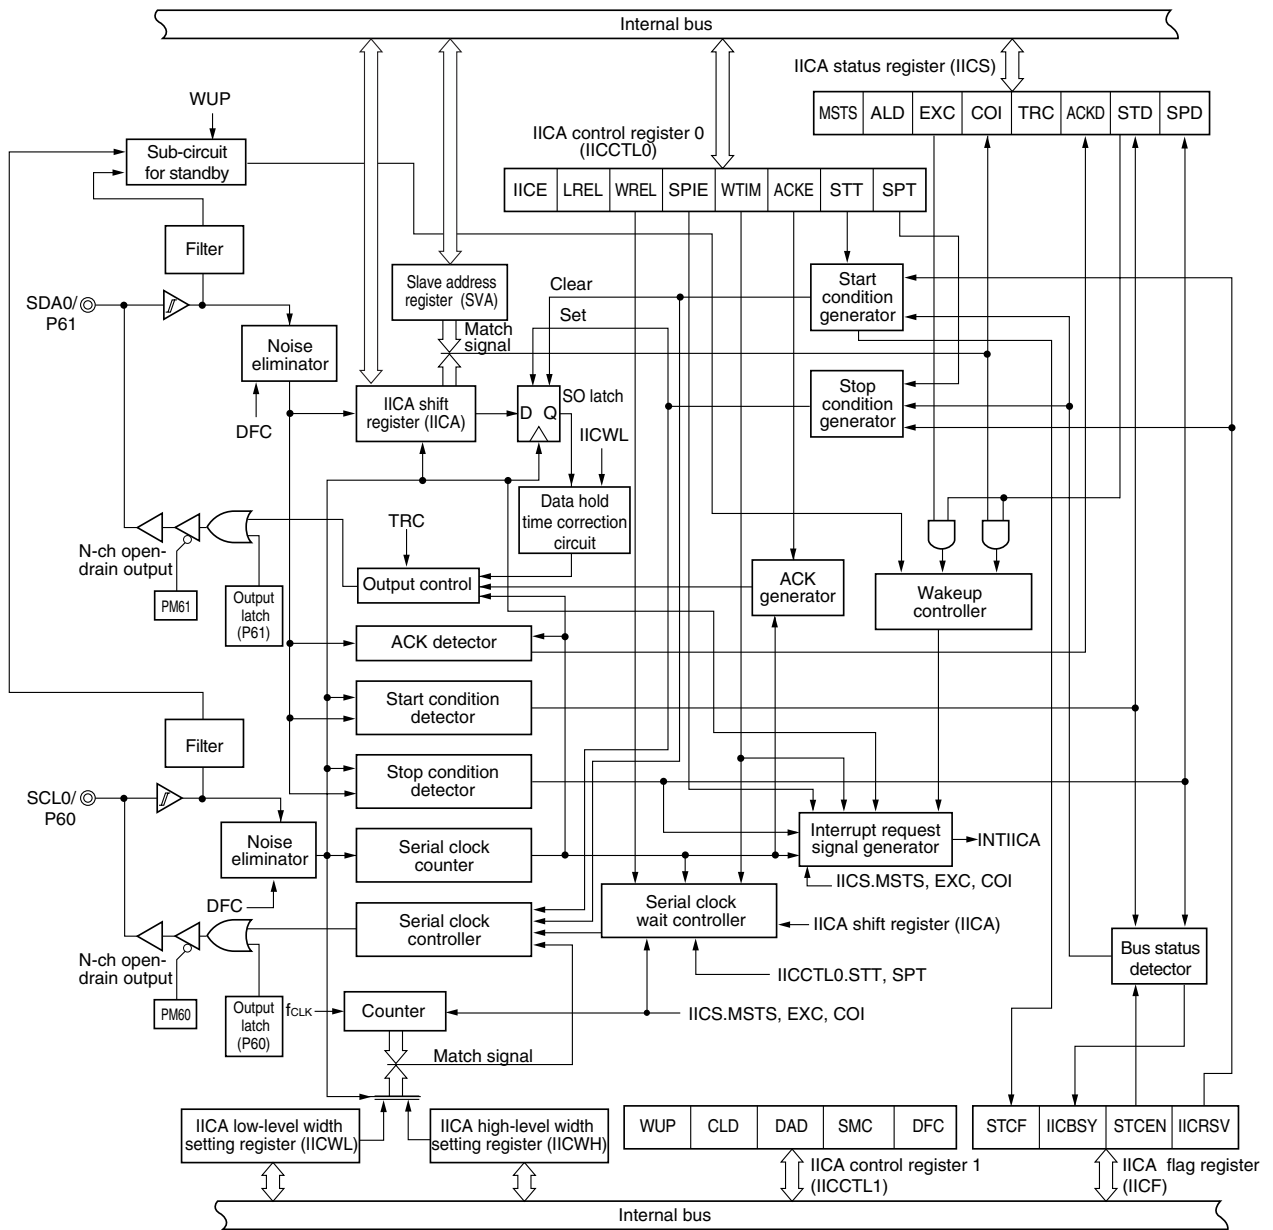 Internal bus
IICA status register (IICS)
MSTS ALD EXC COI TRC ACKD STD SPD
WUP
Sub-circuit
for standby
IICA control register 0
(IICCTL0)
IICE LREL WREL SPIE WTIM ACKE STT SPT
Filter
SDA0/
P61
Slave address
register (SVA)
Clear
Set
Start
condition
generator
Noise
eliminator
Match
signal
DFC
IICA shift
register (IICA)
D Q
SO latch
Stop
condition
generator
IICWL
Data hold
time correction
circuit
TRC
N-ch open-
drain output
PM61
Output
latch
(P61)
Output control
ACK
generator
Wakeup
controller
ACK detector
Start condition
detector
Filter
Stop condition
detector
SCL0/
P60
Noise
eliminator
Serial clock
counter
Interrupt request
signal generator
INTIICA
IICS.MSTS, EXC, COI
DFC
Serial clock
controller
Serial clock
wait controller
IICA shift register (IICA)
Bus status
detector
N-ch open-
drain output
IICCTL0.STT, SPT
PM60
Output
latch
(P60)
fCLK
Counter
IICS.MSTS, EXC, COI
Match signal
IICA low-level width
setting register (IICWL)
IICA high-level width
setting register (IICWH)
WUP CLD DAD SMC DFC
STCF IICBSY STCEN IICRSV
IICA control register 1
(IICCTL1)
IICA flag register
(IICF)
Internal bus